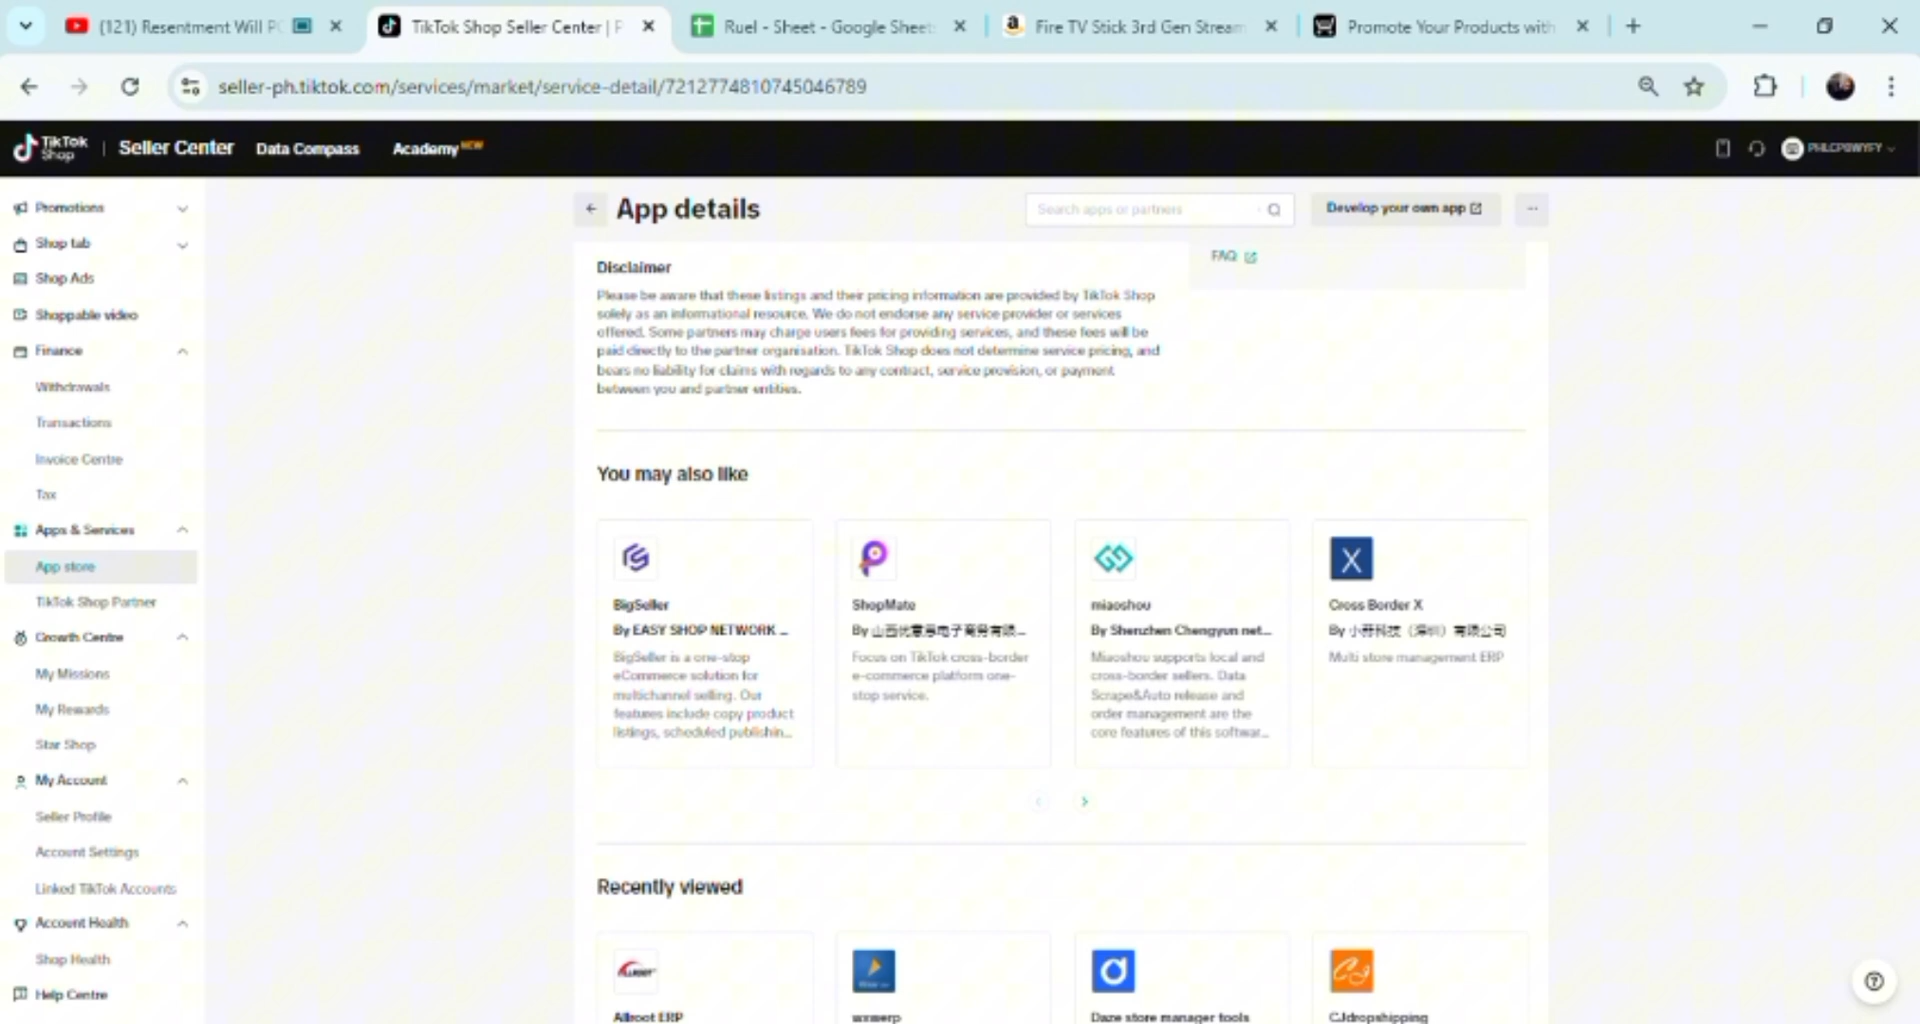 (121) Resentment Will P
TikTok Shop Seller Center | P
Ruel - Sheet - Google Sheet
Fire TV Stick 3rd Gen Stream
Promote Your Products with
seller-ph.tiktok.com/services/market/service-detail/7212774810745046789
TikTok Shop
Seller Center
Data Compass
Academy NEW
Promotions
Shop tab
Shop Ads
Shoppable video
Finance
Withdrawals
Transactions
Invoice Centre
Tax
Apps & Services
App store
TikTok Shop Partner
Growth Centre
My Missions
My Rewards
Star Shop
My Account
Seller Profile
Account Settings
Linked TikTok Accounts
Account Health
Shop Health
Help Centre
App details
Search apps or partners
Develop your own app
FAQ
Disclaimer
Please be aware that these listings and their pricing information are provided by TikTok Shop
solely as an informational resource. We do not endorse any service provider or services
offered. Some partners may charge users fees for providing services, and these fees will be
paid directly to the partner organisation. TikTok Shop does not determine service pricing, and
bears no liability for claims with regards to any contract, service provision, or payment
between you and partner entities.
You may also like
BigSeller
By EASY SHOP NETWORK ...
BigSeller is a one-stop
eCommerce solution for
multichannel selling. Our
features include copy product
listings, scheduled publishin...
ShopMate
By
Focus on TikTok cross-border
e-commerce platform one-
stop service.
miaoshou
By Shenzhen Chengyun net...
Miaoshou supports local and
cross-border sellers. Data
Scrape&Auto release and
order management are the
core features of this softwar...
Cross Border X
By
Multi store management ERP
Recently viewed
Allroot ERP
wxwerp
Daze store manager tools
CJdropshipping